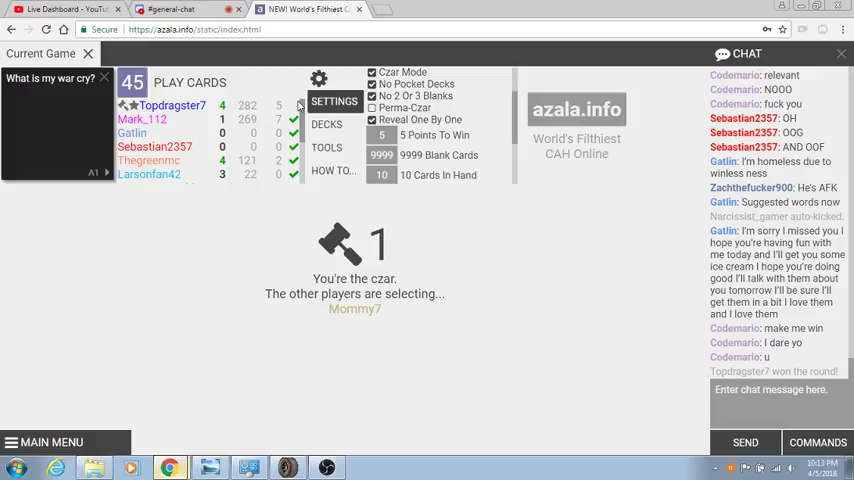 Live Dashboard - YouTub
#general-chat
NEW! World's Filthiest C
Secure
https://azala.info/static/index.html
Current Game
CHAT
What is my war cry?
A1
45 PLAY CARDS
Topdragster7 4 282 5
Mark_112 1 269 7
Gatlin 0 0 0
Sebastian2357 0 0 0
Thegreenmc 4 121 2
Larsonfan42 3 22 0
SETTINGS
DECKS
TOOLS
HOW TO...
Czar Mode
No Pocket Decks
No 2 Or 3 Blanks
Perma-Czar
Reveal One By One
5 5 Points To Win
9999 9999 Blank Cards
10 10 Cards In Hand
azala.info
World's Filthiest
CAH Online
1
You're the czar.
The other players are selecting...
Mommy7
Codemario: relevant
Codemario: NOOO
Codemario: fuck you
Sebastian2357: OH
Sebastian2357: OOG
Sebastian2357: AND OOF
Gatlin: I'm homeless due to
winless ness
Zachthefucker900: He's AFK
Gatlin: Suggested words now
Narcissist_gamer auto-kicked.
Gatlin: I'm sorry I missed you I
hope you're having fun with
me today and I'll get you some
ice cream I hope you're doing
good I'll talk with them about
you tomorrow I'll be sure I'll
get them in a bit I love them
and I love them
Codemario: make me win
Codemario: I dare yo
Codemario: u
Topdragster7 won the round!
Enter chat message here.
SEND
COMMANDS
MAIN MENU
10:13 PM
4/5/2018